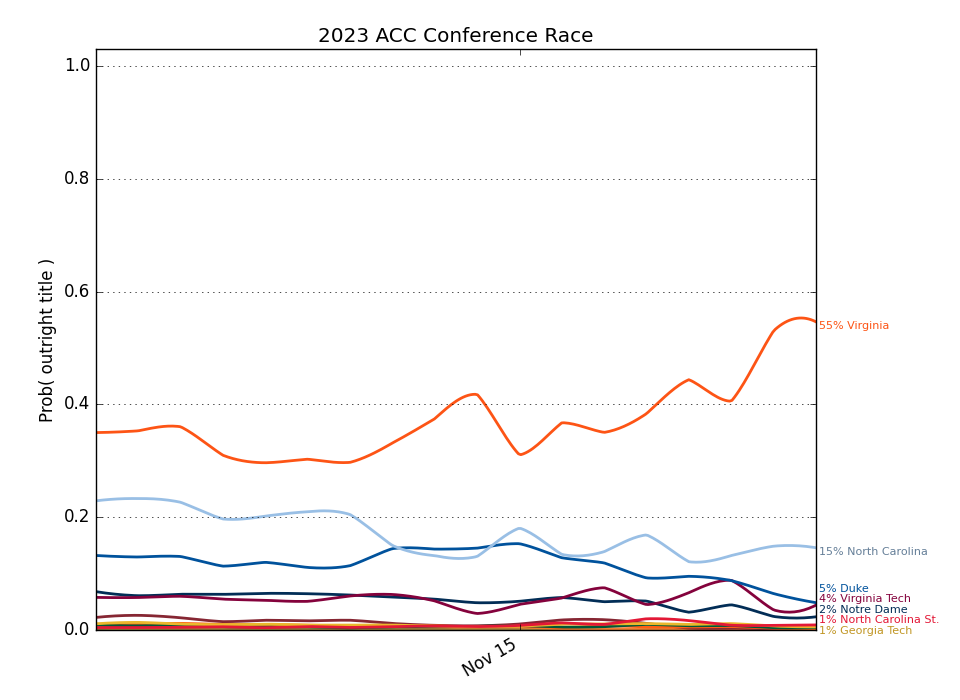 2023 ACC Conference Race
Prob( outright title )
1.0
0.8
0.6
0.4
0.2
0.0
Nov 15
55% Virginia
15% North Carolina
5% Duke
4% Virginia Tech
2% Notre Dame
1% North Carolina St.
1% Georgia Tech